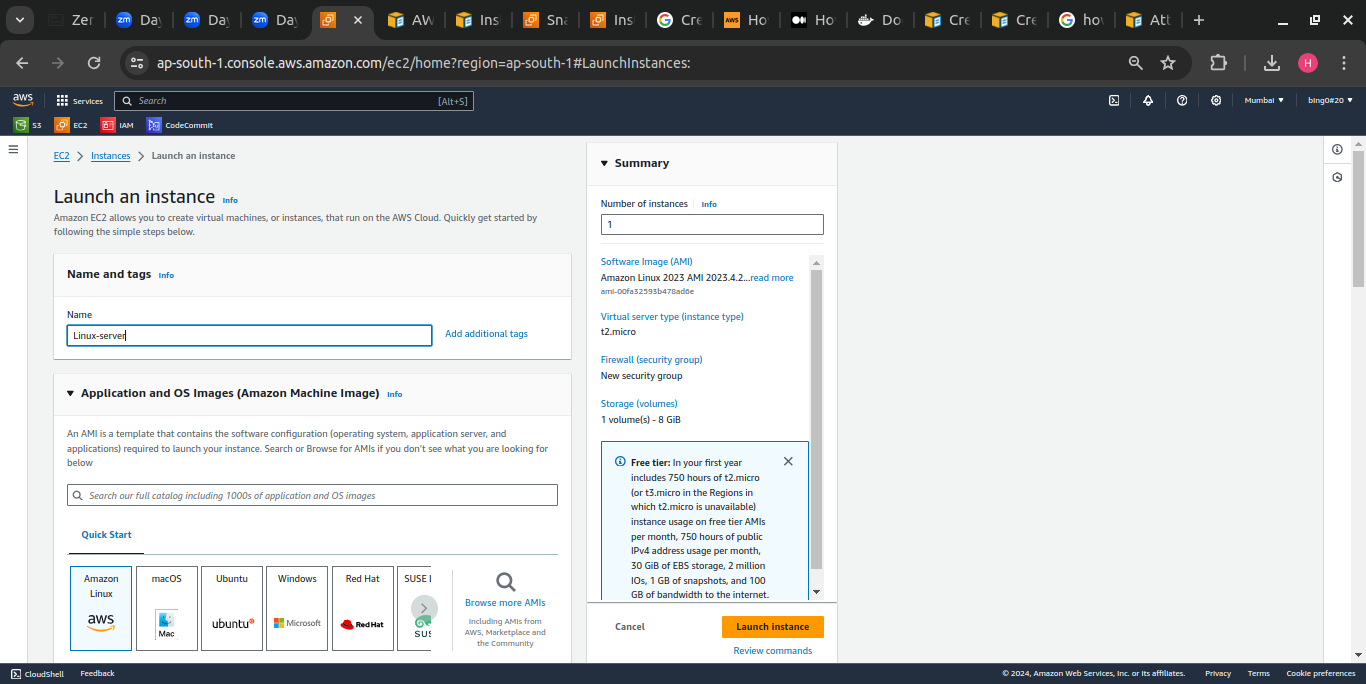 Zer
Day
Day
Day
AW
Ins
Sna
Ins
Cre
Ho
Ho
Do
Cre
Cre
hov
Att
ap-south-1.console.aws.amazon.com/ec2/home?region=ap-south-1#LaunchInstances:
H
aws
Services
Search
[Alt+S]
Mumbai
bing0#20
S3
EC2
IAM
CodeCommit
EC2 > Instances > Launch an instance
Launch an instance Info
Amazon EC2 allows you to create virtual machines, or instances, that run on the AWS Cloud. Quickly get started by
following the simple steps below.
Name and tags Info
Name
Linux-server
Add additional tags
Application and OS Images (Amazon Machine Image) Info
An AMI is a template that contains the software configuration (operating system, application server, and
applications) required to launch your instance. Search or Browse for AMIs if you don't see what you are looking for
below
Search our full catalog including 1000s of application and OS images
Quick Start
Amazon
Linux
aws
macOS
Mac
Ubuntu
ubuntu
Windows
Microsoft
Red Hat
Red Hat
SUSE L
SUS
Browse more AMIs
Including AMIs from
AWS, Marketplace and
the Community
Summary
Number of instances Info
1
Software Image (AMI)
Amazon Linux 2023 AMI 2023.4.2...read more
ami-00fa32593b478ad6e
Virtual server type (instance type)
t2.micro
Firewall (security group)
New security group
Storage (volumes)
1 volume(s) - 8 GiB
Free tier: In your first year
includes 750 hours of t2.micro
(or t3.micro in the Regions in
which t2.micro is unavailable)
instance usage on free tier AMIs
per month, 750 hours of public
IPv4 address usage per month,
30 GiB of EBS storage, 2 million
IOs, 1 GB of snapshots, and 100
GB of bandwidth to the internet.
Cancel
Launch instance
Review commands
CloudShell
Feedback
© 2024, Amazon Web Services, Inc. or its affiliates.
Privacy
Terms
Cookie preferences